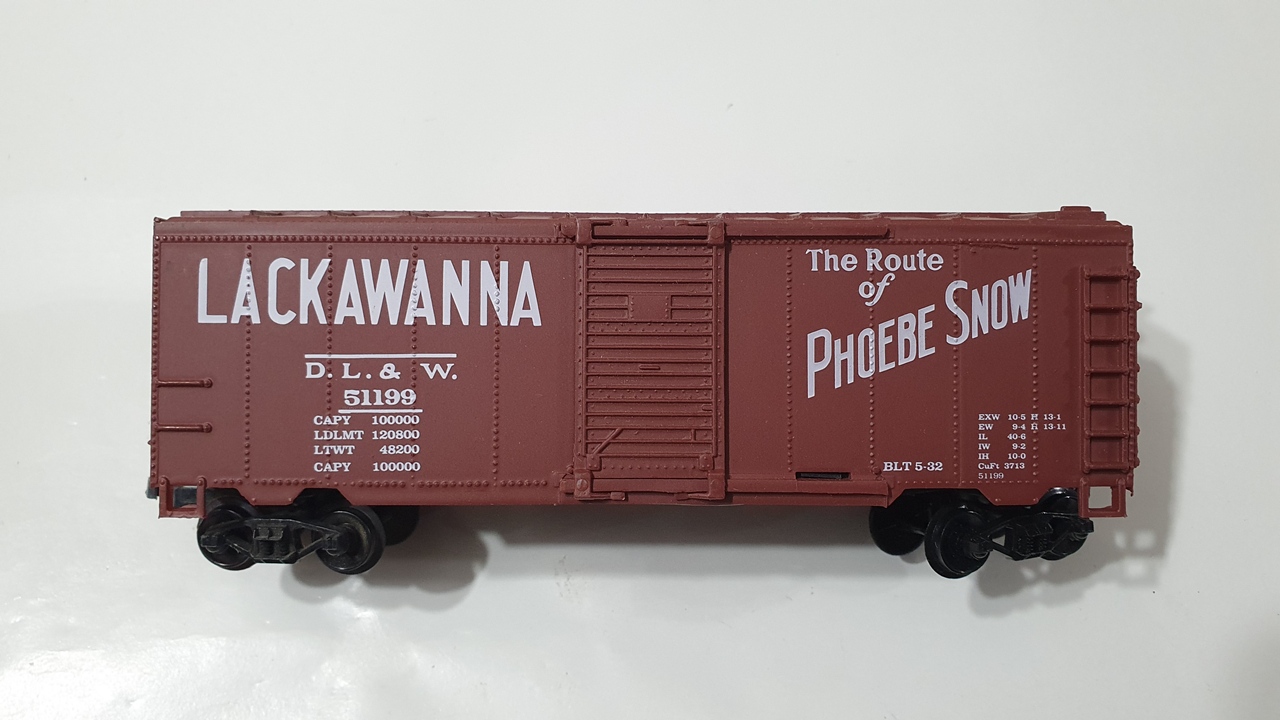 LACKAWANNA
D. L. & W.
51199
CAPY 100000
LDLMT 120800
LTWT 48200
CAPY 100000
The Route
of
PHOEBE SNOW
BLT 5-32
EXW 10-5 H 13-1
EW 9-4 H 13-11
IL 40-6
IW 9-2
IH 10-0
CuFt 3713
51199